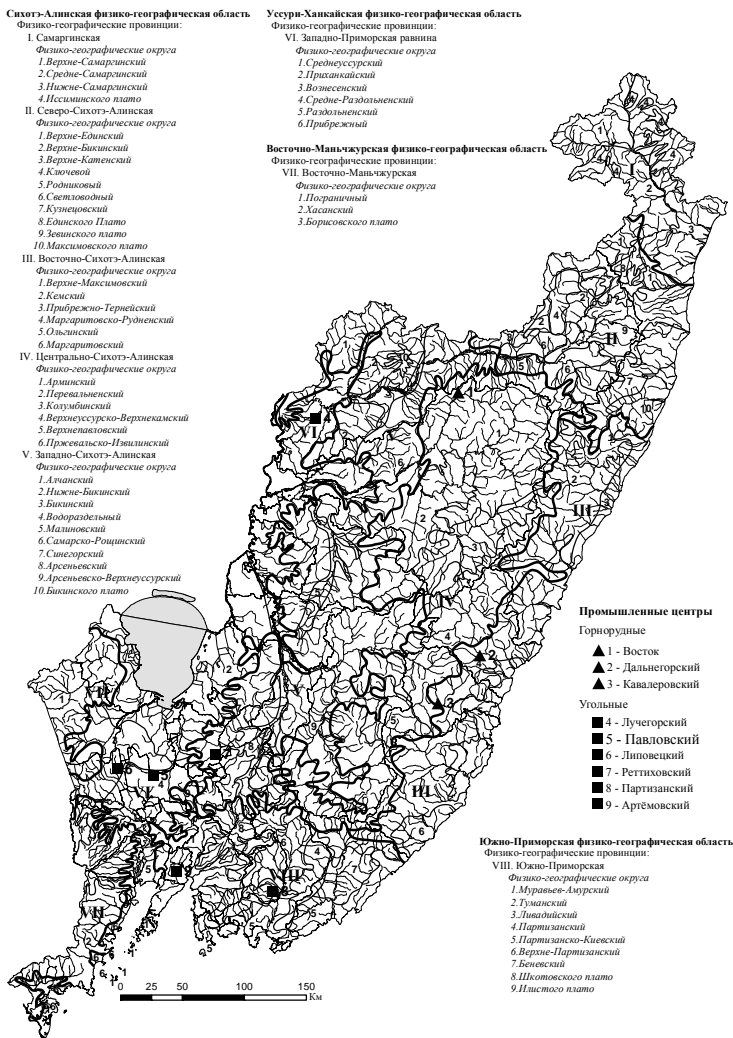 Сихотэ-Алинская физико-географическая область
Физико-географические провинции:
I. Самаргинская
Физико-географические округа
1.Верхне-Самаргинский
2.Средне-Самаргинский
3.Нижне-Самаргинский
4.Иссиминского плато
II. Северо-Сихотэ-Алинская
Физико-географические округа
1.Верхне-Единский
2.Верхне-Бикинский
3.Верхне-Катенский
4.Ключевой
5.Родниковый
6.Светловодный
7.Кузнецовский
8.Единского Плато
9.Зевинского плато
10.Максимовского плато
III. Восточно-Сихотэ-Алинская
Физико-географические округа
1.Верхне-Максимовский
2.Кемский
3.Прибрежно-Тернейский
4.Маргаритовско-Рудненский
5.Ольгинский
6.Маргаритовский
IV. Центрально-Сихотэ-Алинская
Физико-географические округа
1.Арминский
2.Перевальненский
3.Колумбинский
4.Верхнеуссурско-Верхнекамский
5.Верхнепавловский
6.Пржевальско-Извилинский
V. Западно-Сихотэ-Алинская
Физико-географические округа
1.Алчанский
2.Нижне-Бикинский
3.Бикинский
4.Водораздельный
5.Малиновский
6.Самарско-Рощинский
7.Синегорский
8.Арсеньевский
9.Арсеньевско-Верхнеуссурский
10.Бикинского плато
Уссури-Ханкайская физико-географическая область
Физико-географические провинции:
VI. Западно-Приморская равнина
Физико-географические округа
1.Среднеуссурский
2.Приханкайский
3.Вознесенский
4.Средне-Раздольненский
5.Раздольненский
6.Прибрежный
Восточно-Маньчжурская физико-географическая область
Физико-географические провинции:
VII. Восточно-Маньчжурская
Физико-географические округа
1.Пограничный
2.Хасанский
3.Борисовского плато
I
II
VI
III
VII
V
III
VIII
VII
Промышленные центры
Горнорудные
1 - Восток
2 - Дальнегорский
3 - Кавалеровский
Угольные
4 - Лучегорский
5 - Павловский
6 - Липовецкий
7 - Реттиховский
8 - Партизанский
9 - Артёмовский
Южно-Приморская физико-географическая область
Физико-географические провинции:
VIII. Южно-Приморская
Физико-географические округа
1.Муравьев-Амурский
2.Туманский
3.Ливадийский
4.Партизанский
5.Партизанско-Киевский
6.Верхне-Партизанский
7.Беневский
8.Шкотовского плато
9.Илистого плато
0 25 50 100 150
Км